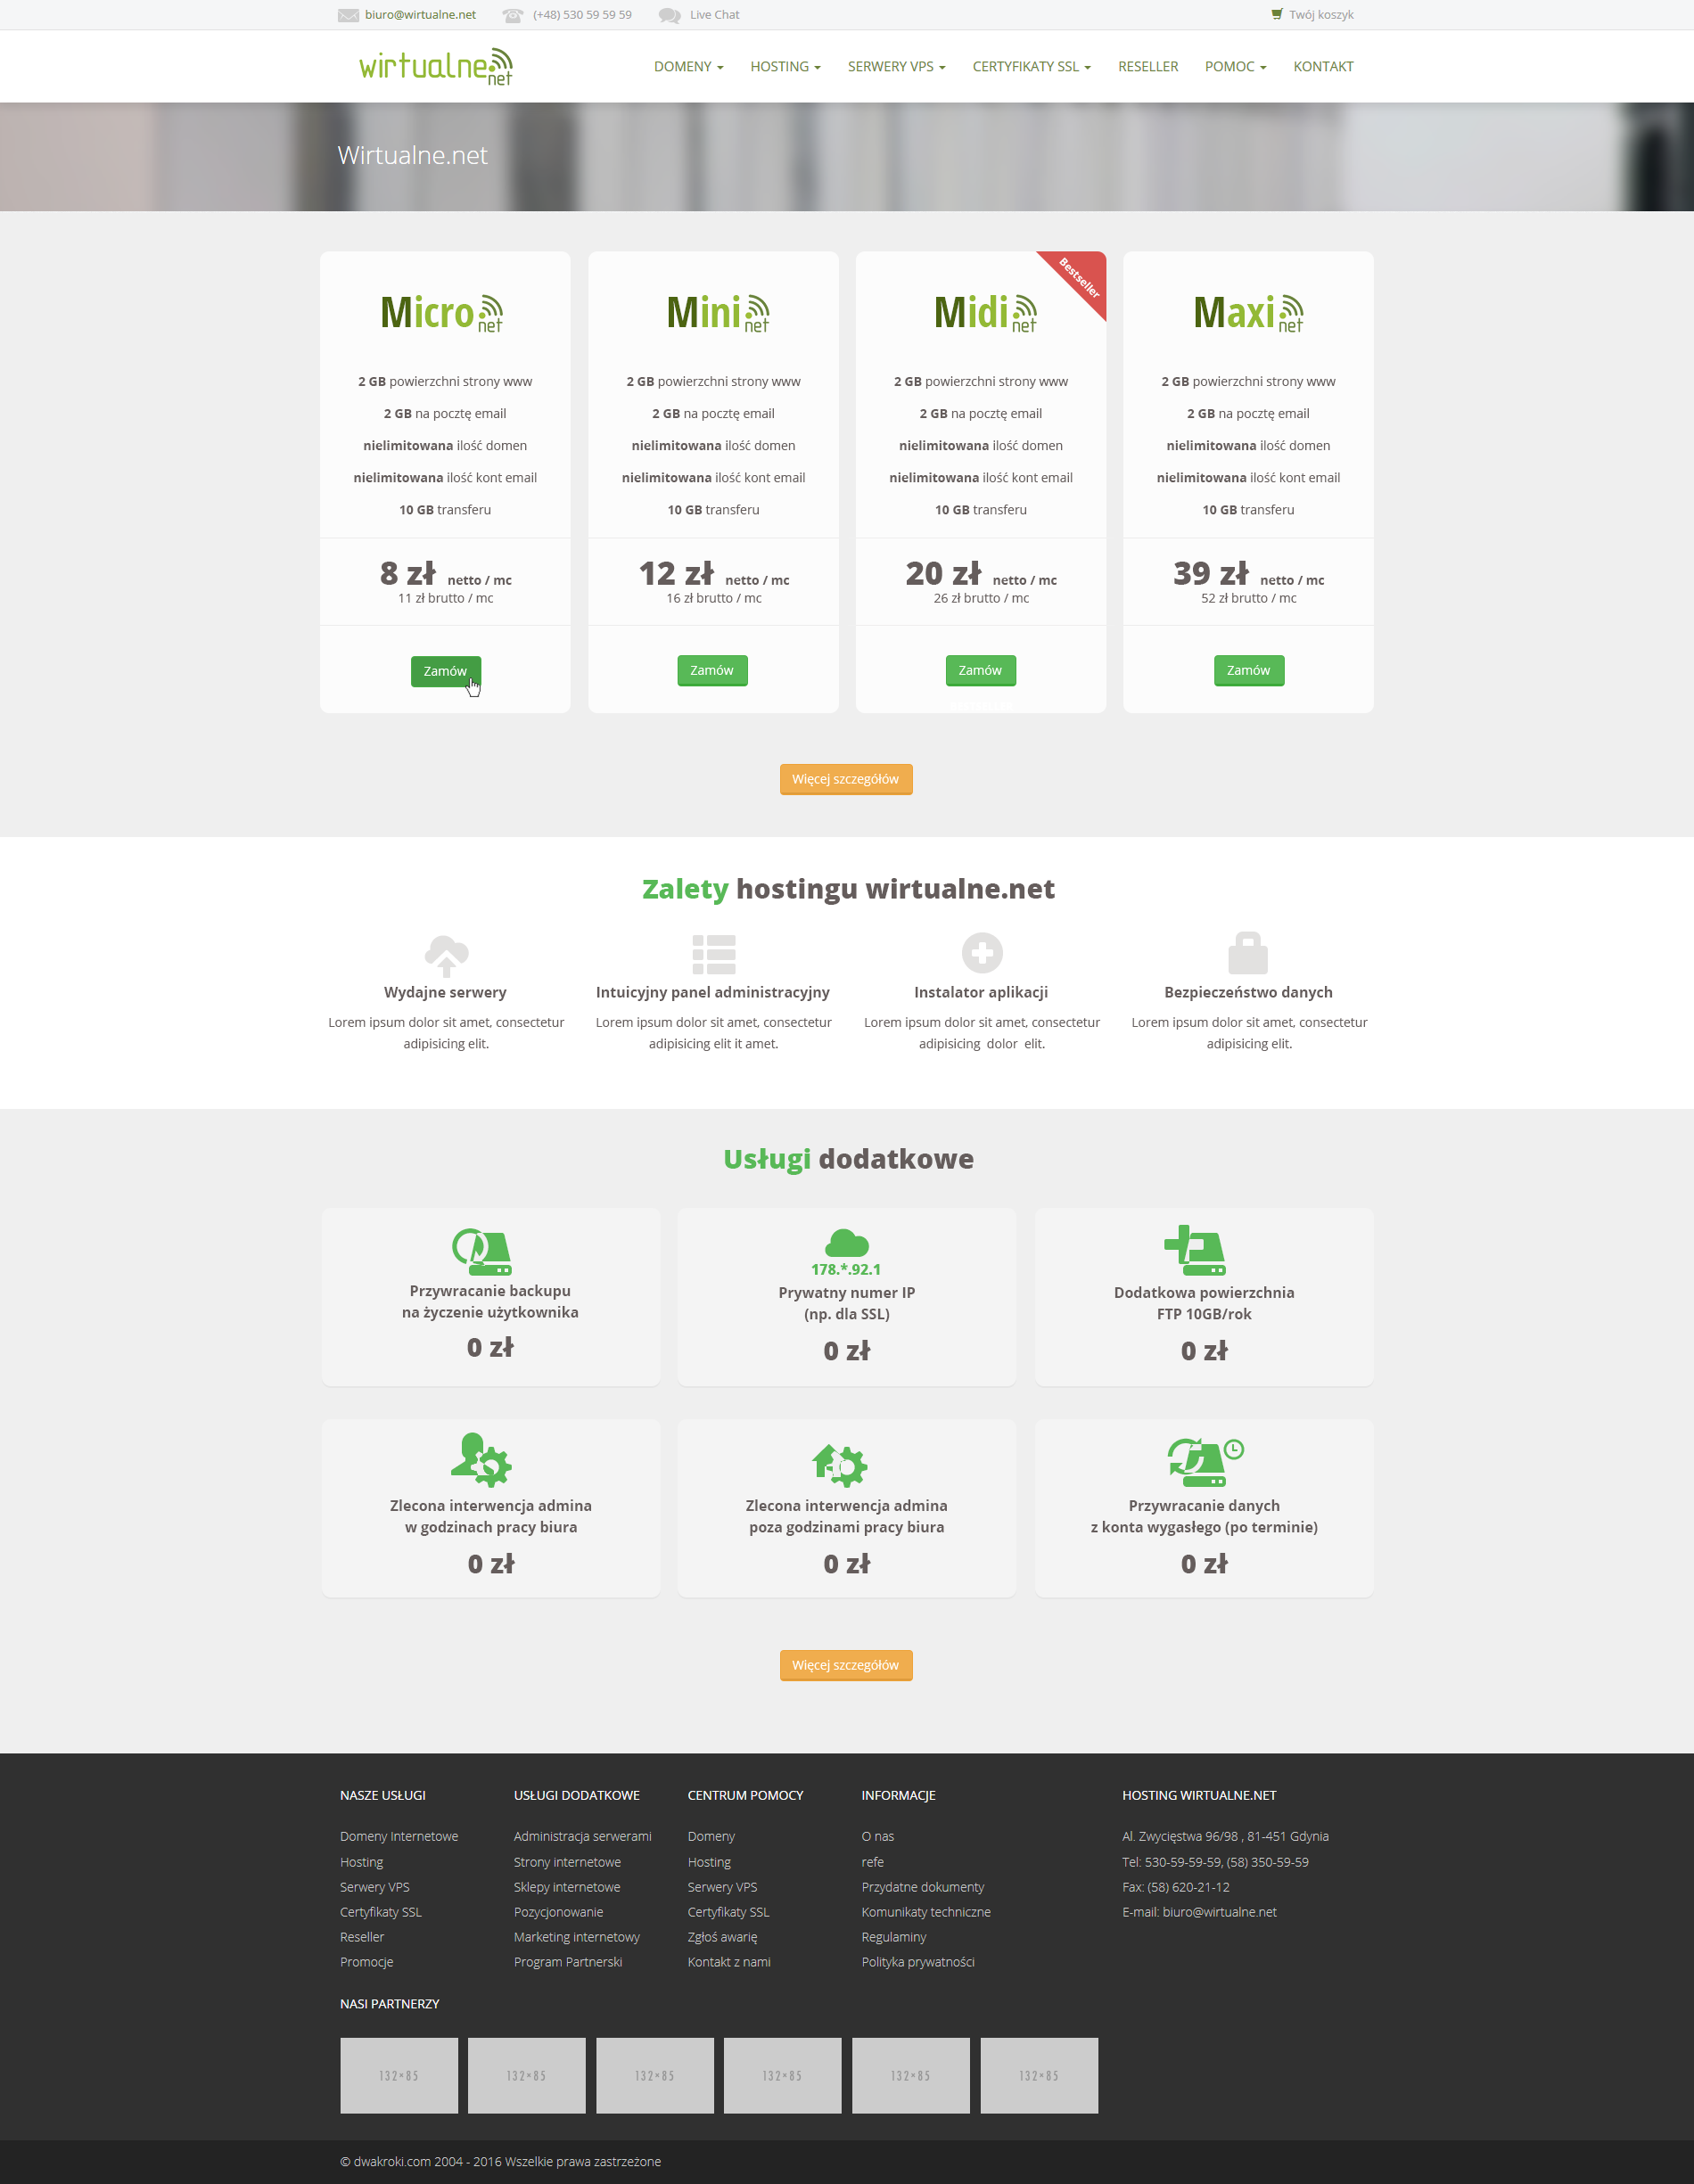 biuro@wirtualne.net (+48) 530 59 59 59 Live Chat Twój koszyk
wirtualne.net DOMENY HOSTING SERWERY VPS CERTYFIKATY SSL RESELLER POMOC KONTAKT
Wirtualne.net
Bestseller
Micro.net Mini.net Midi.net Maxi.net
2 GB powierzchni strony www 2 GB powierzchni strony www 2 GB powierzchni strony www 2 GB powierzchni strony www
2 GB na pocztę email 2 GB na pocztę email 2 GB na pocztę email 2 GB na pocztę email
nielimitowana ilość domen nielimitowana ilość domen nielimitowana ilość domen nielimitowana ilość domen
nielimitowana ilość kont email nielimitowana ilość kont email nielimitowana ilość kont email nielimitowana ilość kont email
10 GB transferu 10 GB transferu 10 GB transferu 10 GB transferu
8 zł netto / mc 12 zł netto / mc 20 zł netto / mc 39 zł netto / mc
11 zł brutto / mc 16 zł brutto / mc 26 zł brutto / mc 52 zł brutto / mc
Zamów Zamów Zamów Zamów
Więcej szczegółów
Zalety hostingu wirtualne.net
Wydajne serwery Intuicyjny panel administracyjny Instalator aplikacji Bezpieczeństwo danych
Lorem ipsum dolor sit amet, consectetur Lorem ipsum dolor sit amet, consectetur Lorem ipsum dolor sit amet, consectetur Lorem ipsum dolor sit amet, consectetur
adipisicing elit. adipisicing elit it amet. adipisicing dolor elit. adipisicing elit.
Usługi dodatkowe
178.*.92.1
Przywracanie backupu Prywatny numer IP Dodatkowa powierzchnia
na życzenie użytkownika (np. dla SSL) FTP 10GB/rok
0 zł 0 zł 0 zł
Zlecona interwencja admina Zlecona interwencja admina Przywracanie danych
w godzinach pracy biura poza godzinami pracy biura z konta wygasłego (po terminie)
0 zł 0 zł 0 zł
Więcej szczegółów
NASZE USŁUGI USŁUGI DODATKOWE CENTRUM POMOCY INFORMACJE HOSTING WIRTUALNE.NET
Domeny Internetowe Administracja serwerami Domeny O nas Al. Zwycięstwa 96/98 , 81-451 Gdynia
Hosting Strony internetowe Hosting refe Tel: 530-59-59-59, (58) 350-59-59
Serwery VPS Sklepy internetowe Serwery VPS Przydatne dokumenty Fax: (58) 620-21-12
Certyfikaty SSL Pozycjonowanie Certyfikaty SSL Komunikaty techniczne E-mail: biuro@wirtualne.net
Reseller Marketing internetowy Zgłoś awarię Regulaminy
Promocje Program Partnerski Kontakt z nami Polityka prywatności
NASI PARTNERZY
132×85 132×85 132×85 132×85 132×85 132×85
© dwakroki.com 2004 - 2016 Wszelkie prawa zastrzeżone